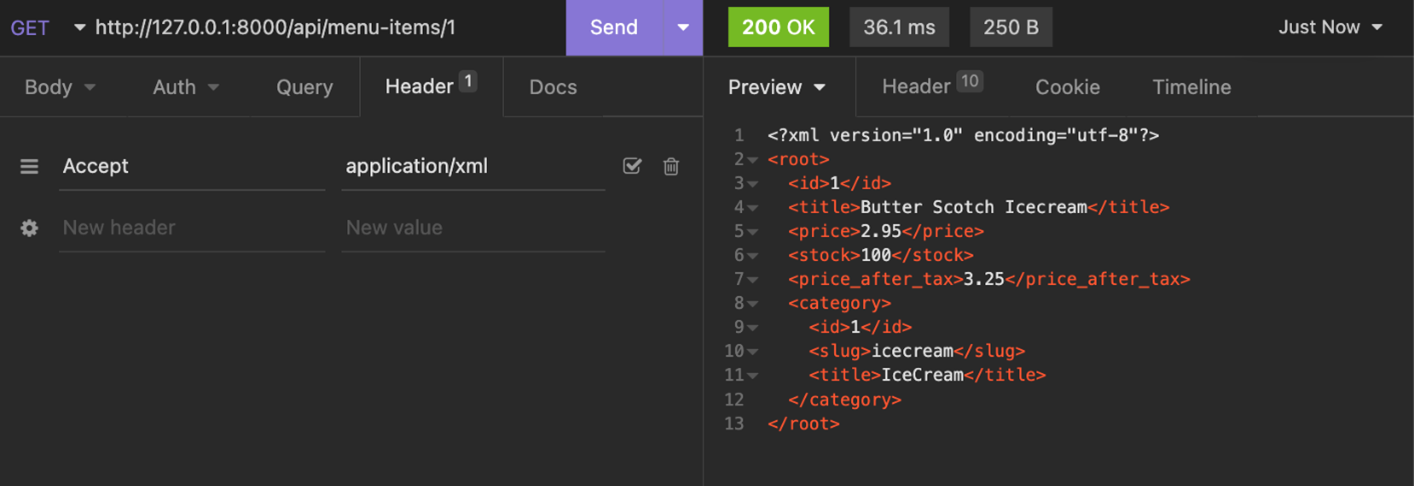 GET http://127.0.0.1:8000/api/menu-items/1 Send 200 OK 36.1 ms 250 B Just Now
Body Auth Query Header 1 Docs Preview Header 10 Cookie Timeline
Accept application/xml
New header New value
1 <?xml version="1.0" encoding="utf-8"?>
2 <root>
3 <id>1</id>
4 <title>Butter Scotch Icecream</title>
5 <price>2.95</price>
6 <stock>100</stock>
7 <price_after_tax>3.25</price_after_tax>
8 <category>
9 <id>1</id>
10 <slug>icecream</slug>
11 <title>IceCream</title>
12 </category>
13 </root>